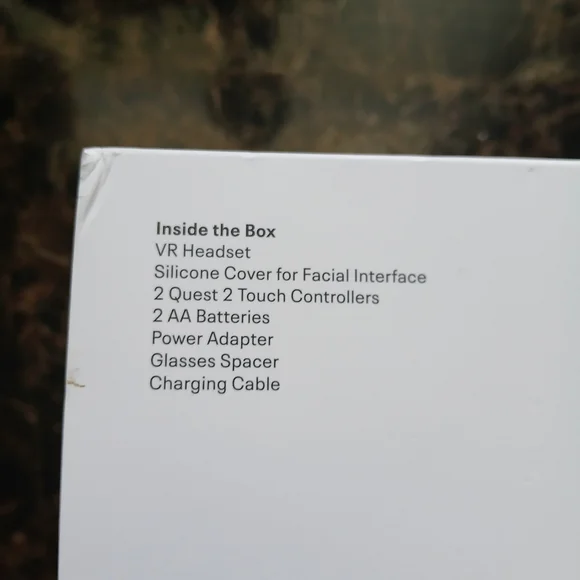 Inside the Box
VR Headset
Silicone Cover for Facial Interface
2 Quest 2 Touch Controllers
2 AA Batteries
Power Adapter
Glasses Spacer
Charging Cable